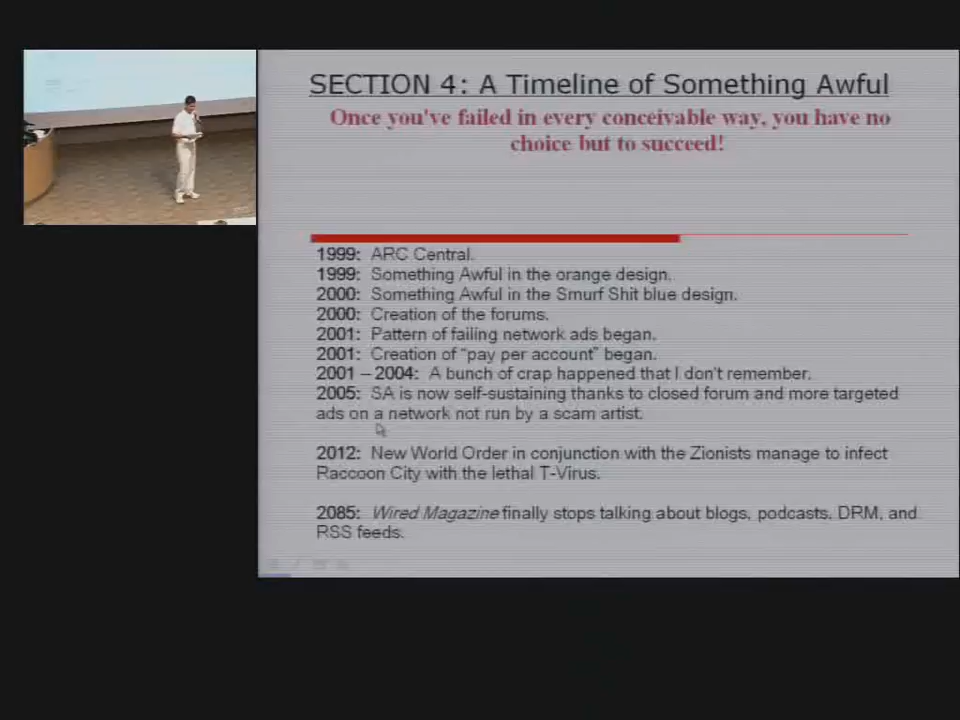 SECTION 4: A Timeline of Something Awful
Once you've failed in every conceivable way, you have no
choice but to succeed!
1999: ARC Central.
1999: Something Awful in the orange design.
2000: Something Awful in the Smurf Shit blue design.
2000: Creation of the forums.
2001: Pattern of failing network ads began.
2001: Creation of “pay per account” began.
2001 – 2004: A bunch of crap happened that I don't remember.
2005: SA is now self-sustaining thanks to closed forum and more targeted
ads on a network not run by a scam artist.
2012: New World Order in conjunction with the Zionists manage to infect
Raccoon City with the lethal T-Virus.
2085: Wired Magazine finally stops talking about blogs, podcasts, DRM, and
RSS feeds.